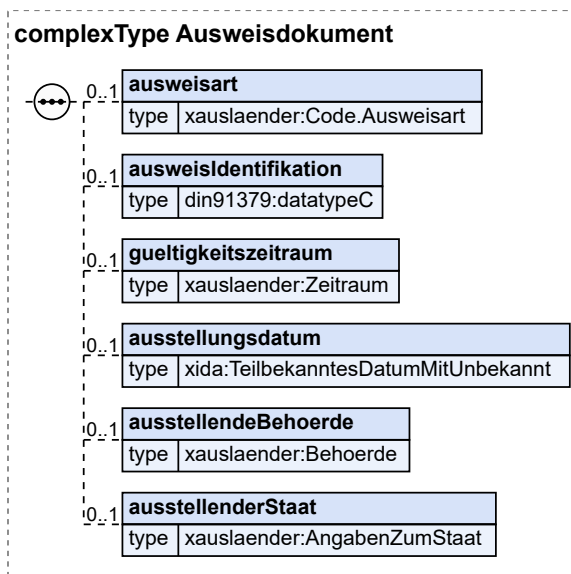 complexType Ausweisdokument
0..1 ausweisart
type xauslaender:Code.Ausweisart
0..1 ausweisIdentifikation
type din91379:datatypeC
0..1 gueltigkeitszeitraum
type xauslaender:Zeitraum
0..1 ausstellungsdatum
type xida:TeilbekanntesDatumMitUnbekannt
0..1 ausstellendeBehoerde
type xauslaender:Behoerde
0..1 ausstellenderStaat
type xauslaender:AngabenZumStaat